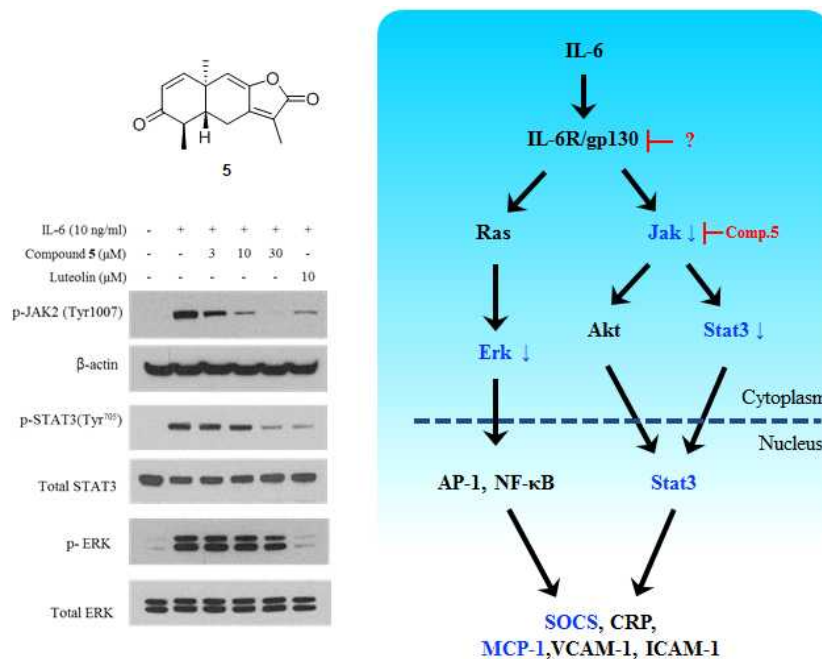 O
O
O
H
5
IL-6 (10 ng/ml) - + + + + +
Compound 5 (μM) - - 3 10 30 -
Luteolin (μM) - - - - - 10
p-JAK2 (Tyr1007)
β-actin
p-STAT3(Tyr⁷⁰⁵)
Total STAT3
p- ERK
Total ERK
IL-6
IL-6R/gp130 ?
Ras Jak ↓ Comp.5
Erk ↓ Akt Stat3 ↓
Cytoplasm
Nucleus
AP-1, NF-κB Stat3
SOCS, CRP,
MCP-1,VCAM-1, ICAM-1